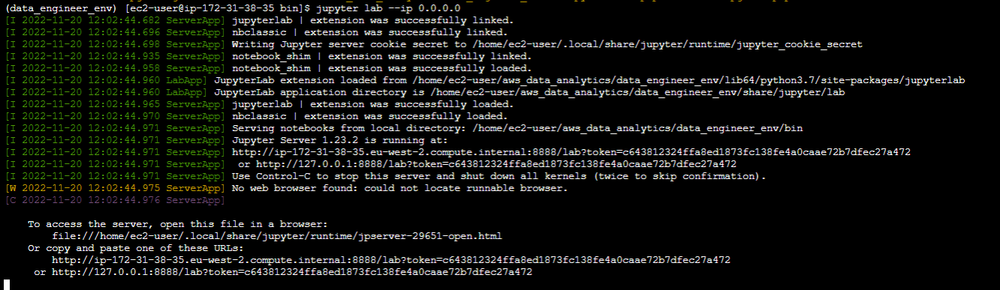 (data_engineer_env) [ec2-user@ip-172-31-38-35 bin]$ jupyter lab --ip 0.0.0.0
[I 2022-11-20 12:02:44.682 ServerApp] jupyterlab | extension was successfully linked.
[I 2022-11-20 12:02:44.696 ServerApp] nbclassic | extension was successfully linked.
[I 2022-11-20 12:02:44.698 ServerApp] Writing Jupyter server cookie secret to /home/ec2-user/.local/share/jupyter/runtime/jupyter_cookie_secret
[I 2022-11-20 12:02:44.935 ServerApp] notebook_shim | extension was successfully linked.
[I 2022-11-20 12:02:44.958 ServerApp] notebook_shim | extension was successfully loaded.
[I 2022-11-20 12:02:44.960 LabApp] JupyterLab extension loaded from /home/ec2-user/aws_data_analytics/data_engineer_env/lib64/python3.7/site-packages/jupyterlab
[I 2022-11-20 12:02:44.960 LabApp] JupyterLab application directory is /home/ec2-user/aws_data_analytics/data_engineer_env/share/jupyter/lab
[I 2022-11-20 12:02:44.965 ServerApp] jupyterlab | extension was successfully loaded.
[I 2022-11-20 12:02:44.970 ServerApp] nbclassic | extension was successfully loaded.
[I 2022-11-20 12:02:44.971 ServerApp] Serving notebooks from local directory: /home/ec2-user/aws_data_analytics/data_engineer_env/bin
[I 2022-11-20 12:02:44.971 ServerApp] Jupyter Server 1.23.2 is running at:
[I 2022-11-20 12:02:44.971 ServerApp] http://ip-172-31-38-35.eu-west-2.compute.internal:8888/lab?token=c643812324ffa8ed1873fc138fe4a0caae72b7dfec27a472
[I 2022-11-20 12:02:44.971 ServerApp]  or http://127.0.0.1:8888/lab?token=c643812324ffa8ed1873fc138fe4a0caae72b7dfec27a472
[I 2022-11-20 12:02:44.971 ServerApp] Use Control-C to stop this server and shut down all kernels (twice to skip confirmation).
[W 2022-11-20 12:02:44.975 ServerApp] No web browser found: could not locate runnable browser.
[C 2022-11-20 12:02:44.976 ServerApp]
To access the server, open this file in a browser:
file:///home/ec2-user/.local/share/jupyter/runtime/jpserver-29651-open.html
Or copy and paste one of these URLs:
http://ip-172-31-38-35.eu-west-2.compute.internal:8888/lab?token=c643812324ffa8ed1873fc138fe4a0caae72b7dfec27a472
or http://127.0.0.1:8888/lab?token=c643812324ffa8ed1873fc138fe4a0caae72b7dfec27a472